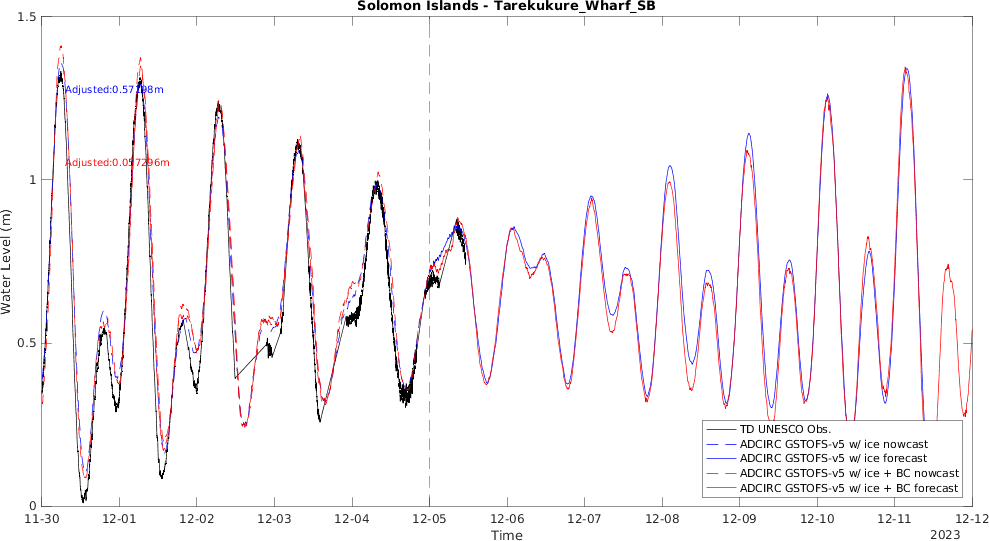 Solomon Islands - Tarekukure_Wharf_SB
1.5
1
0.5
0
Water Level (m)
Adjusted:0.57198m
Adjusted:0.057296m
TD UNESCO Obs.
ADCIRC GSTOFS-v5 w/ ice nowcast
ADCIRC GSTOFS-v5 w/ ice forecast
ADCIRC GSTOFS-v5 w/ ice + BC nowcast
ADCIRC GSTOFS-v5 w/ ice + BC forecast
11-30 12-01 12-02 12-03 12-04 12-05 12-06 12-07 12-08 12-09 12-10 12-11 12-12
Time
2023